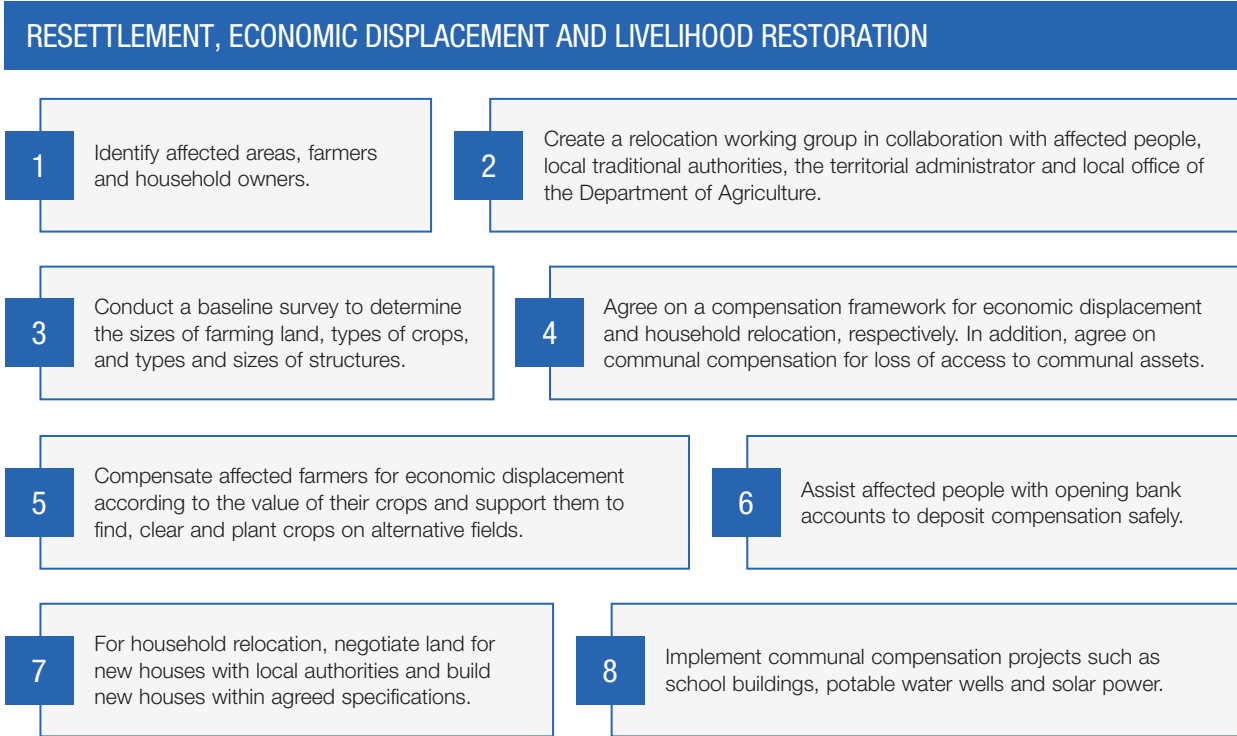 RESETTLEMENT, ECONOMIC DISPLACEMENT AND LIVELIHOOD RESTORATION
1
Identify affected areas, farmers
and household owners.
2
Create a relocation working group in collaboration with affected people,
local traditional authorities, the territorial administrator and local office of
the Department of Agriculture.
3
Conduct a baseline survey to determine
the sizes of farming land, types of crops,
and types and sizes of structures.
4
Agree on a compensation framework for economic displacement
and household relocation, respectively. In addition, agree on
communal compensation for loss of access to communal assets.
5
Compensate affected farmers for economic displacement
according to the value of their crops and support them to
find, clear and plant crops on alternative fields.
6
Assist affected people with opening bank
accounts to deposit compensation safely.
7
For household relocation, negotiate land for
new houses with local authorities and build
new houses within agreed specifications.
8
Implement communal compensation projects such as
school buildings, potable water wells and solar power.